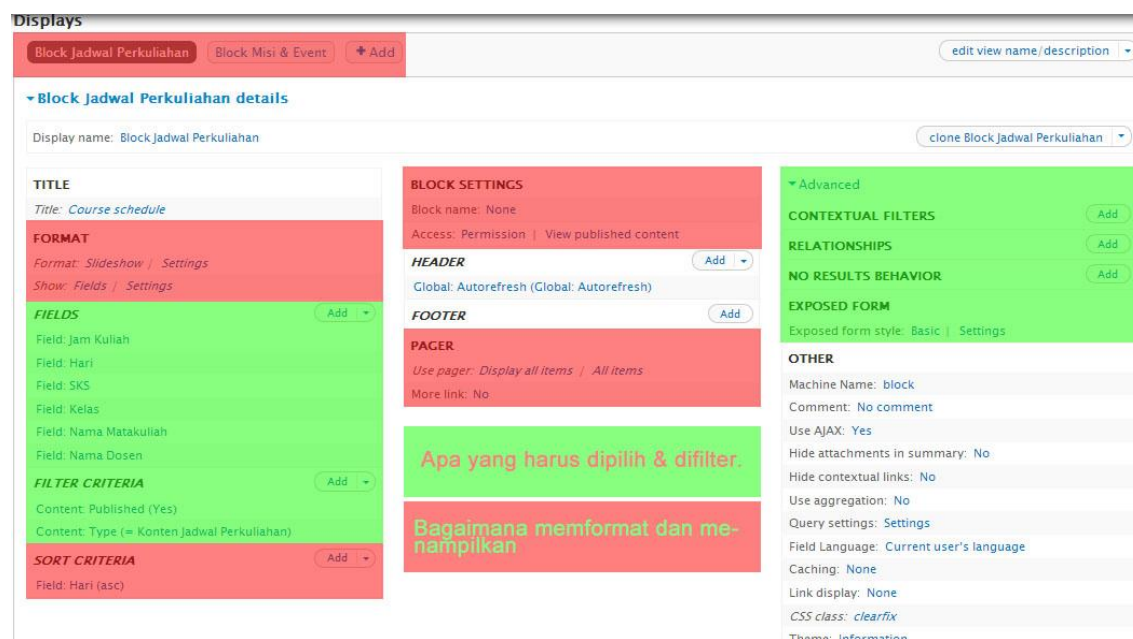 Displays
Block Jadwal Perkuliahan
Block Misi & Event
+ Add
edit view name/description
Block Jadwal Perkuliahan details
Display name: Block Jadwal Perkuliahan
clone Block Jadwal Perkuliahan
TITLE
Title: Course schedule
FORMAT
Format: Slideshow | Settings
Show: Fields | Settings
FIELDS
Add
Field: Jam Kuliah
Field: Hari
Field: SKS
Field: Kelas
Field: Nama Matakuliah
Field: Nama Dosen
FILTER CRITERIA
Add
Content: Published (Yes)
Content: Type (= Konten Jadwal Perkuliahan)
SORT CRITERIA
Add
Field: Hari (asc)
BLOCK SETTINGS
Block name: None
Access: Permission | View published content
HEADER
Add
Global: Autorefresh (Global: Autorefresh)
FOOTER
Add
PAGER
Use pager: Display all items | All items
More link: No
Apa yang harus dipilih & difilter.
Bagaimana memformat dan me-
nampilkan
Advanced
CONTEXTUAL FILTERS
Add
RELATIONSHIPS
Add
NO RESULTS BEHAVIOR
Add
EXPOSED FORM
Exposed form style: Basic | Settings
OTHER
Machine Name: block
Comment: No comment
Use AJAX: Yes
Hide attachments in summary: No
Hide contextual links: No
Use aggregation: No
Query settings: Settings
Field Language: Current user's language
Caching: None
Link display: None
CSS class: clearfix
Theme: Information